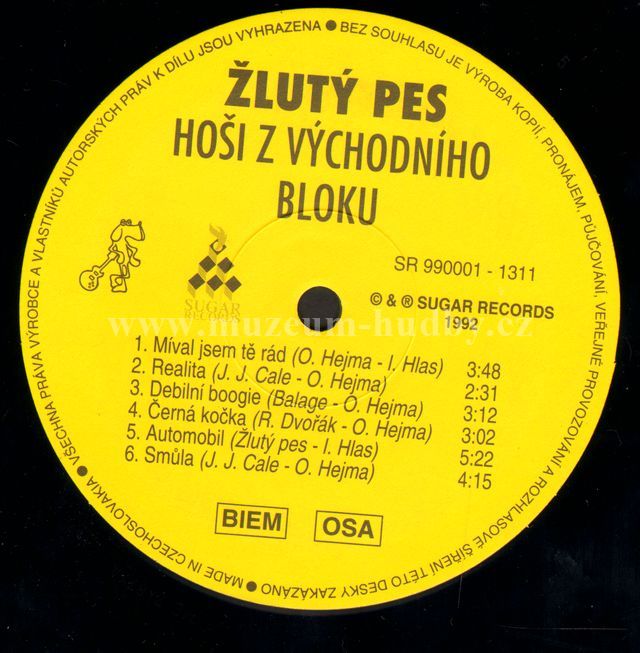 VŠECHNA PRÁVA VÝROBCE A VLASTNÍKŮ AUTORSKÝCH PRÁV K DÍLU JSOU VYHRAZENA ● BEZ SOUHLASU JE VÝROBA KOPIÍ, PRONÁJEM, PŮJČOVÁNÍ, VEŘEJNÉ PROVOZOVÁNÍ A ROZHLASOVÉ ŠÍŘENÍ TÉTO DESKY ZAKÁZÁNO ● MADE IN CZECHOSLOVAKIA ●
ŽLUTÝ PES
HOŠI Z VÝCHODNÍHO
BLOKU
SUGAR
RECORDS
SR 990001 - 1311
© & ® SUGAR RECORDS
1992
www.muzeum-hudby.cz
1. Míval jsem tě rád (O. Hejma - I. Hlas) 3:48
2. Realita (J. J. Cale - O. Hejma) 2:31
3. Debilní boogie (Balage - O. Hejma) 3:12
4. Černá kočka (R. Dvořák - O. Hejma) 3:02
5. Automobil (Žlutý pes - I. Hlas) 5:22
6. Smůla (J. J. Cale - O. Hejma) 4:15
BIEM OSA